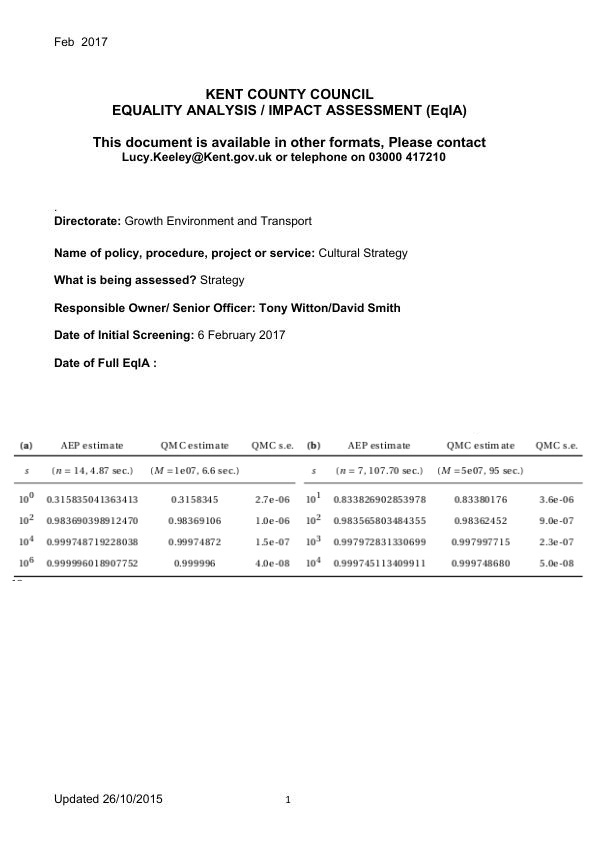 Feb  2017
KENT COUNTY COUNCIL
EQUALITY ANALYSIS / IMPACT ASSESSMENT (EqIA)
This document is available in other formats, Please contact
Lucy.Keeley@Kent.gov.uk or telephone on 03000 417210
.
Directorate: Growth Environment and Transport
Name of policy, procedure, project or service: Cultural Strategy
What is being assessed? Strategy
Responsible Owner/ Senior Officer: Tony Witton/David Smith
Date of Initial Screening: 6 February 2017
Date of Full EqIA :
(a) AEP estimate QMC estimate QMC s.e. (b) AEP estimate QMC estimate QMC s.e.
s (n = 14, 4.87 sec.) (M =1e07, 6.6 sec.) s (n = 7, 107.70 sec.) (M =5e07, 95 sec.)
10^0 0.315835041363413 0.3158345 2.7e-06 10^1 0.833826902853978 0.83380176 3.6e-06
10^2 0.983690398912470 0.98369106 1.0e-06 10^2 0.983565803484355 0.98362452 9.0e-07
10^4 0.999748719228038 0.99974872 1.5e-07 10^3 0.997972831330699 0.997997715 2.3e-07
10^6 0.999996018907752 0.999996 4.0e-08 10^4 0.999745113409911 0.999748680 5.0e-08
Updated 26/10/2015 1